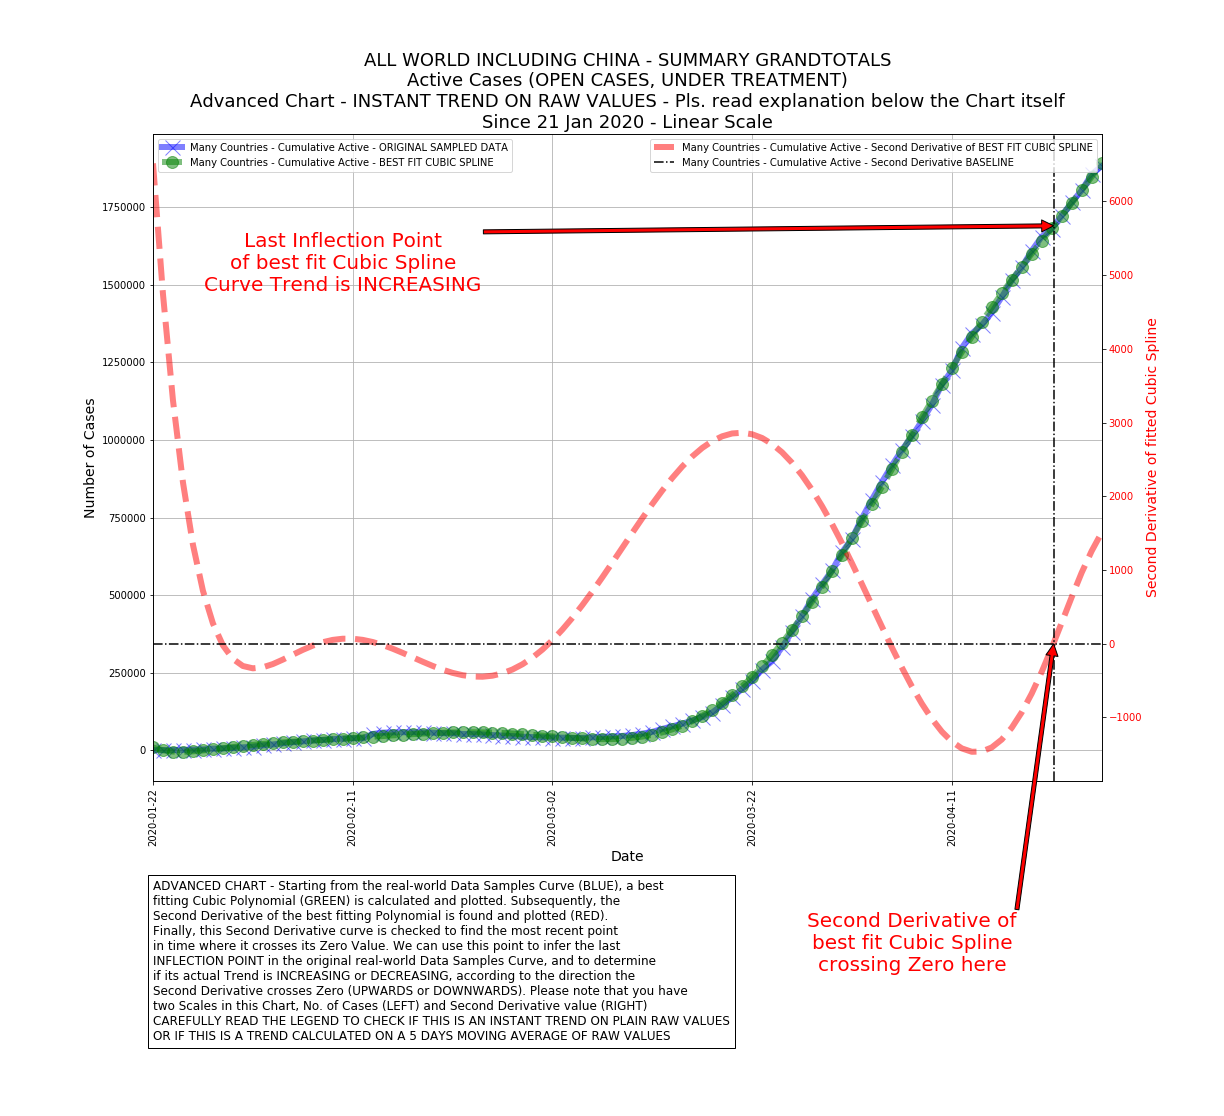 ALL WORLD INCLUDING CHINA - SUMMARY GRANDTOTALS
Active Cases (OPEN CASES, UNDER TREATMENT)
Advanced Chart - INSTANT TREND ON RAW VALUES - Pls. read explanation below the Chart itself
Since 21 Jan 2020 - Linear Scale
Many Countries - Cumulative Active - ORIGINAL SAMPLED DATA
Many Countries - Cumulative Active - BEST FIT CUBIC SPLINE
Many Countries - Cumulative Active - Second Derivative of BEST FIT CUBIC SPLINE
Many Countries - Cumulative Active - Second Derivative BASELINE
Last Inflection Point
of best fit Cubic Spline
Curve Trend is INCREASING
Number of Cases
1750000
1500000
1250000
1000000
750000
500000
250000
0
6000
5000
4000
3000
2000
1000
0
−1000
Second Derivative of fitted Cubic Spline
2020-01-22
2020-02-11
2020-03-02
2020-03-22
2020-04-11
Date
ADVANCED CHART - Starting from the real-world Data Samples Curve (BLUE), a best
fitting Cubic Polynomial (GREEN) is calculated and plotted. Subsequently, the
Second Derivative of the best fitting Polynomial is found and plotted (RED).
Finally, this Second Derivative curve is checked to find the most recent point
in time where it crosses its Zero Value. We can use this point to infer the last
INFLECTION POINT in the original real-world Data Samples Curve, and to determine
if its actual Trend is INCREASING or DECREASING, according to the direction the
Second Derivative crosses Zero (UPWARDS or DOWNWARDS). Please note that you have
two Scales in this Chart, No. of Cases (LEFT) and Second Derivative value (RIGHT)
CAREFULLY READ THE LEGEND TO CHECK IF THIS IS AN INSTANT TREND ON PLAIN RAW VALUES
OR IF THIS IS A TREND CALCULATED ON A 5 DAYS MOVING AVERAGE OF RAW VALUES
Second Derivative of
best fit Cubic Spline
crossing Zero here